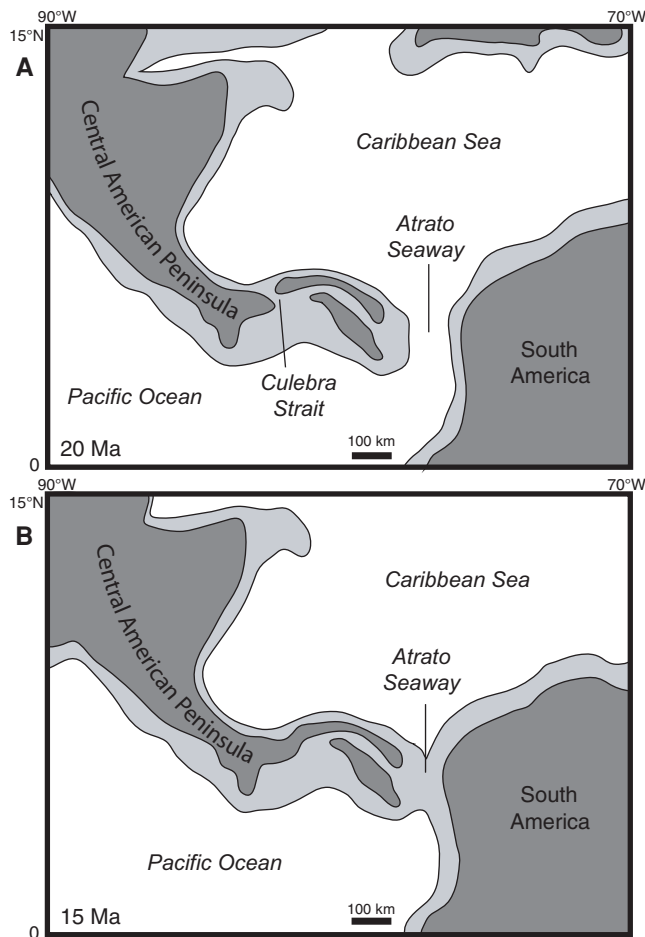 90°W 70°W
15°N
A
Central American Peninsula
Caribbean Sea
Atrato
Seaway
Culebra
Strait
South
America
Pacific Ocean
100 km
20 Ma
0
90°W 70°W
15°N
B
Central American Peninsula
Caribbean Sea
Atrato
Seaway
South
America
Pacific Ocean
100 km
15 Ma
0